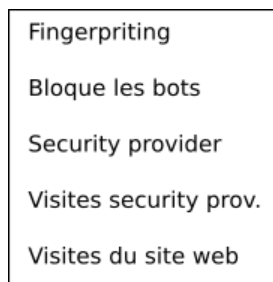 Fingerpriting
Bloque les bots
Security provider
Visites security prov.
Visites du site web